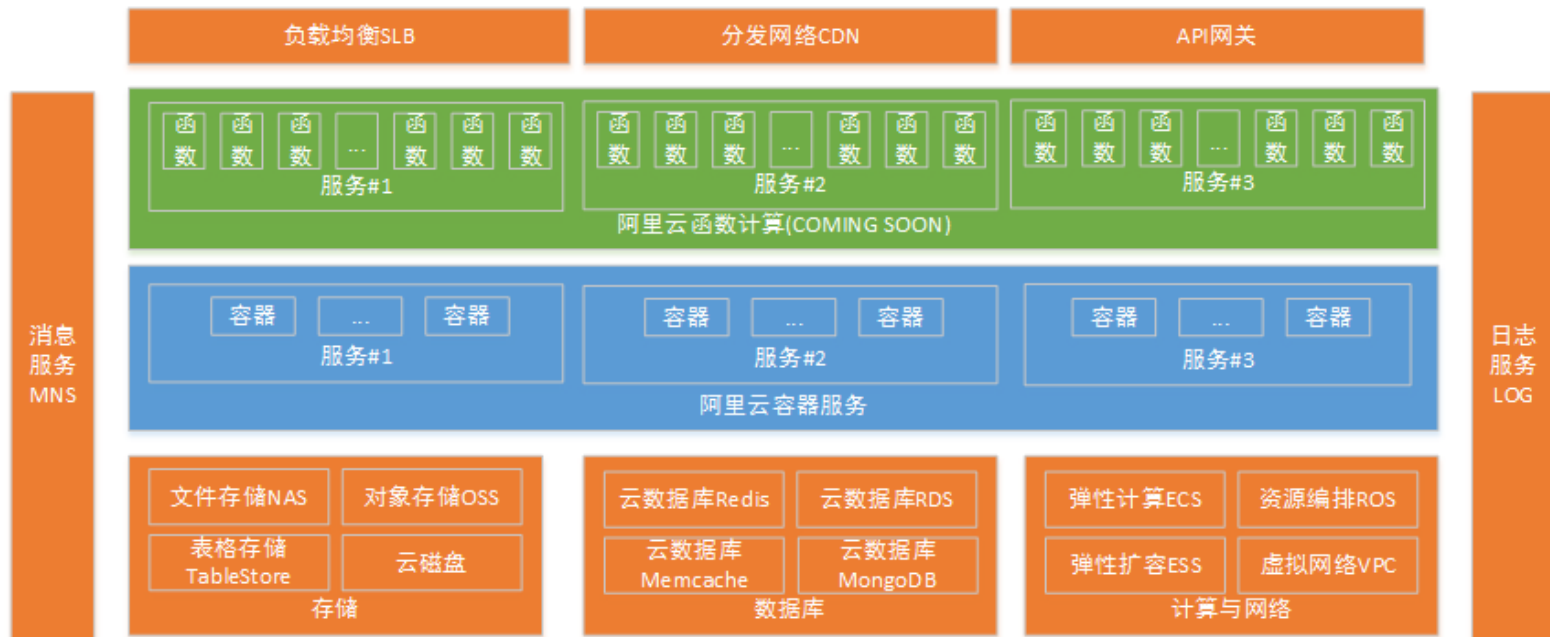 负载均衡SLB
分发网络CDN
API网关
消息
服务
MNS
函
数
函
数
函
数
...
函
数
函
数
函
数
服务#1
函
数
函
数
函
数
...
函
数
函
数
函
数
服务#2
函
数
函
数
函
数
...
函
数
函
数
函
数
服务#3
阿里云函数计算(COMING SOON)
容器
...
容器
服务#1
容器
...
容器
服务#2
容器
...
容器
服务#3
阿里云容器服务
日志
服务
LOG
文件存储NAS
对象存储OSS
表格存储
TableStore
云磁盘
存储
云数据库Redis
云数据库RDS
云数据库
Memcache
云数据库
MongoDB
数据库
弹性计算ECS
资源编排ROS
弹性扩容ESS
虚拟网络VPC
计算与网络